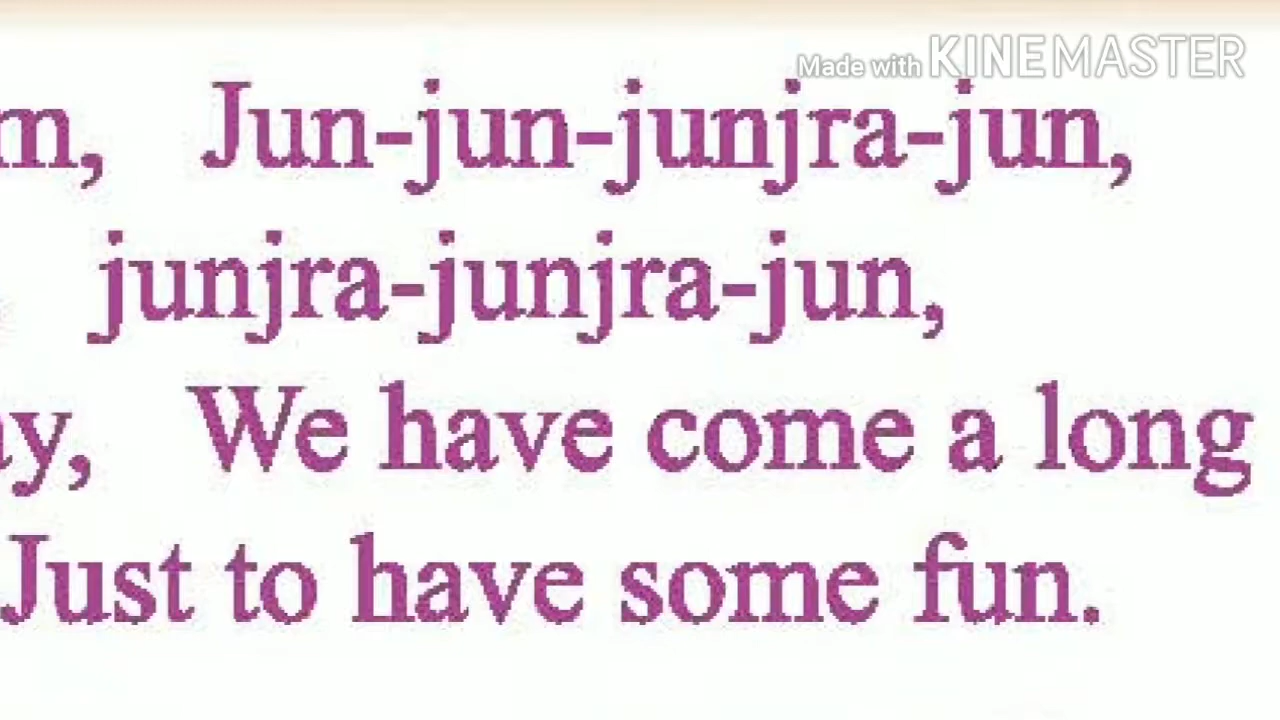 Made with KINEMASTER
m, Jun-jun-junjra-jun,
junjra-junjra-jun,
y, We have come a long
Just to have some fun.